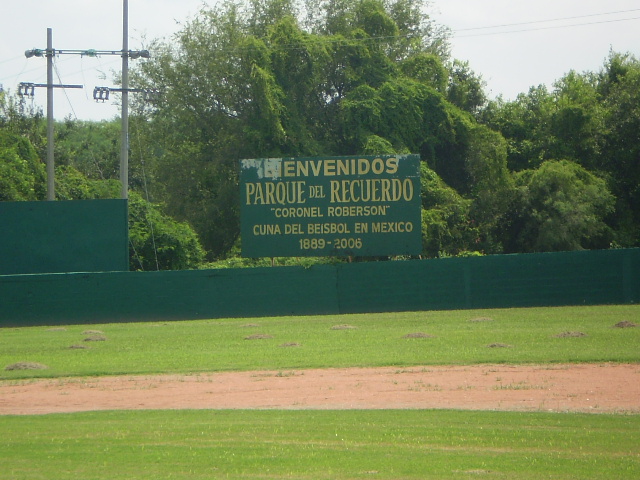 BIENVENIDOS
PARQUE DEL RECUERDO
"CORONEL ROBERSON"
CUNA DEL BEISBOL EN MEXICO
1889-2006